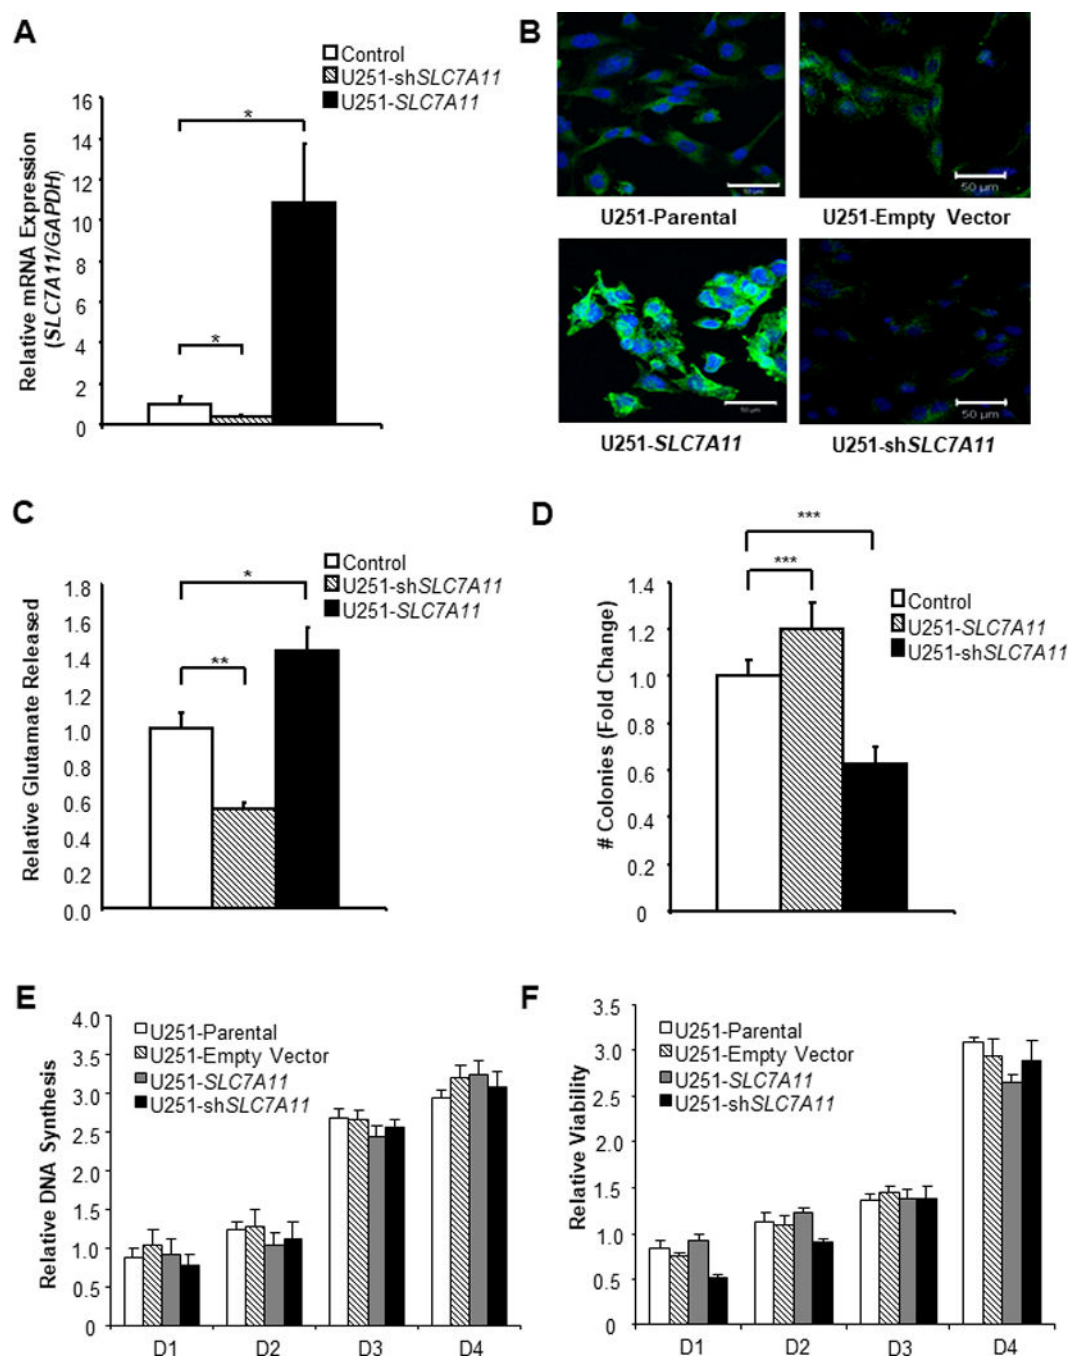 A
Control
U251-shSLC7A11
U251-SLC7A11
Relative mRNA Expression
(SLC7A11/GAPDH)
16
14
12
10
8
6
4
2
0
*
*
B
50 µm
50 µm
U251-Parental
U251-Empty Vector
50 µm
50 µm
U251-SLC7A11
U251-shSLC7A11
C
Control
U251-shSLC7A11
U251-SLC7A11
Relative Glutamate Released
1.8
1.6
1.4
1.2
1.0
0.8
0.6
0.4
0.2
0.0
*
**
D
***
***
Control
U251-SLC7A11
U251-shSLC7A11
# Colonies (Fold Change)
1.4
1.2
1.0
0.8
0.6
0.4
0.2
0
E
U251-Parental
U251-Empty Vector
U251-SLC7A11
U251-shSLC7A11
Relative DNA Synthesis
4.0
3.5
3.0
2.5
2.0
1.5
1.0
0.5
0
D1 D2 D3 D4
F
U251-Parental
U251-Empty Vector
U251-SLC7A11
U251-shSLC7A11
Relative Viability
3.5
3.0
2.5
2.0
1.5
1.0
0.5
0
D1 D2 D3 D4